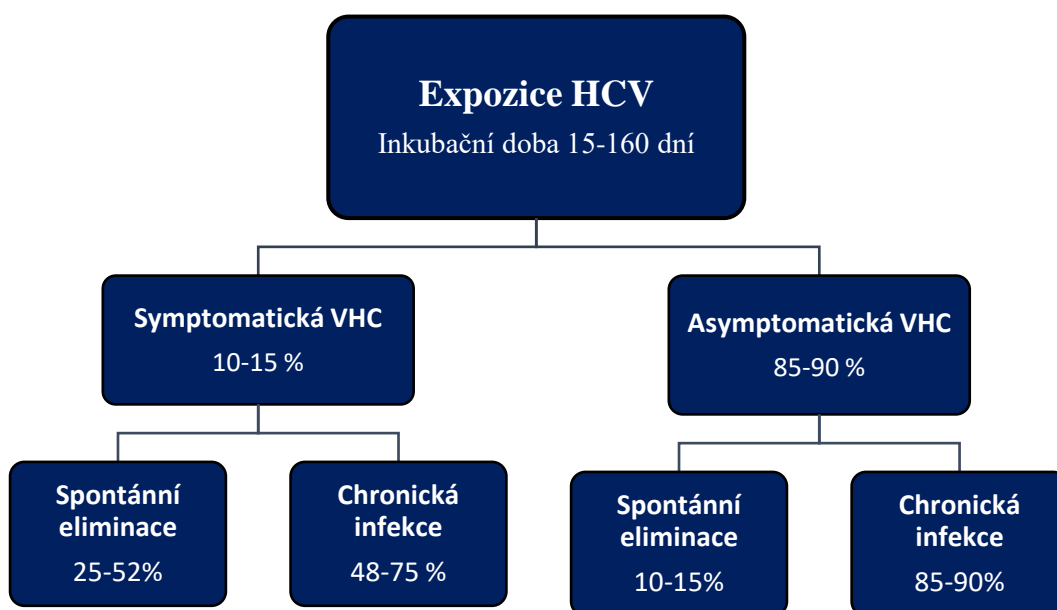 Expozice HCV
Inkubační doba 15-160 dní
Symptomatická VHC
10-15 %
Asymptomatická VHC
85-90 %
Spontánní
eliminace
25-52%
Chronická
infekce
48-75 %
Spontánní
eliminace
10-15%
Chronická
infekce
85-90%